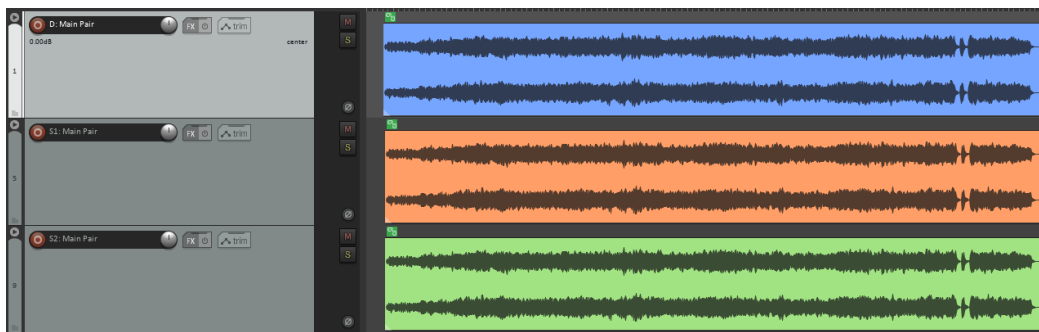 D: Main Pair
FX
trim
M
0.00dB
center
S
1
Ø
S1: Main Pair
FX
trim
M
S
5
Ø
S2: Main Pair
FX
trim
M
S
9
Ø